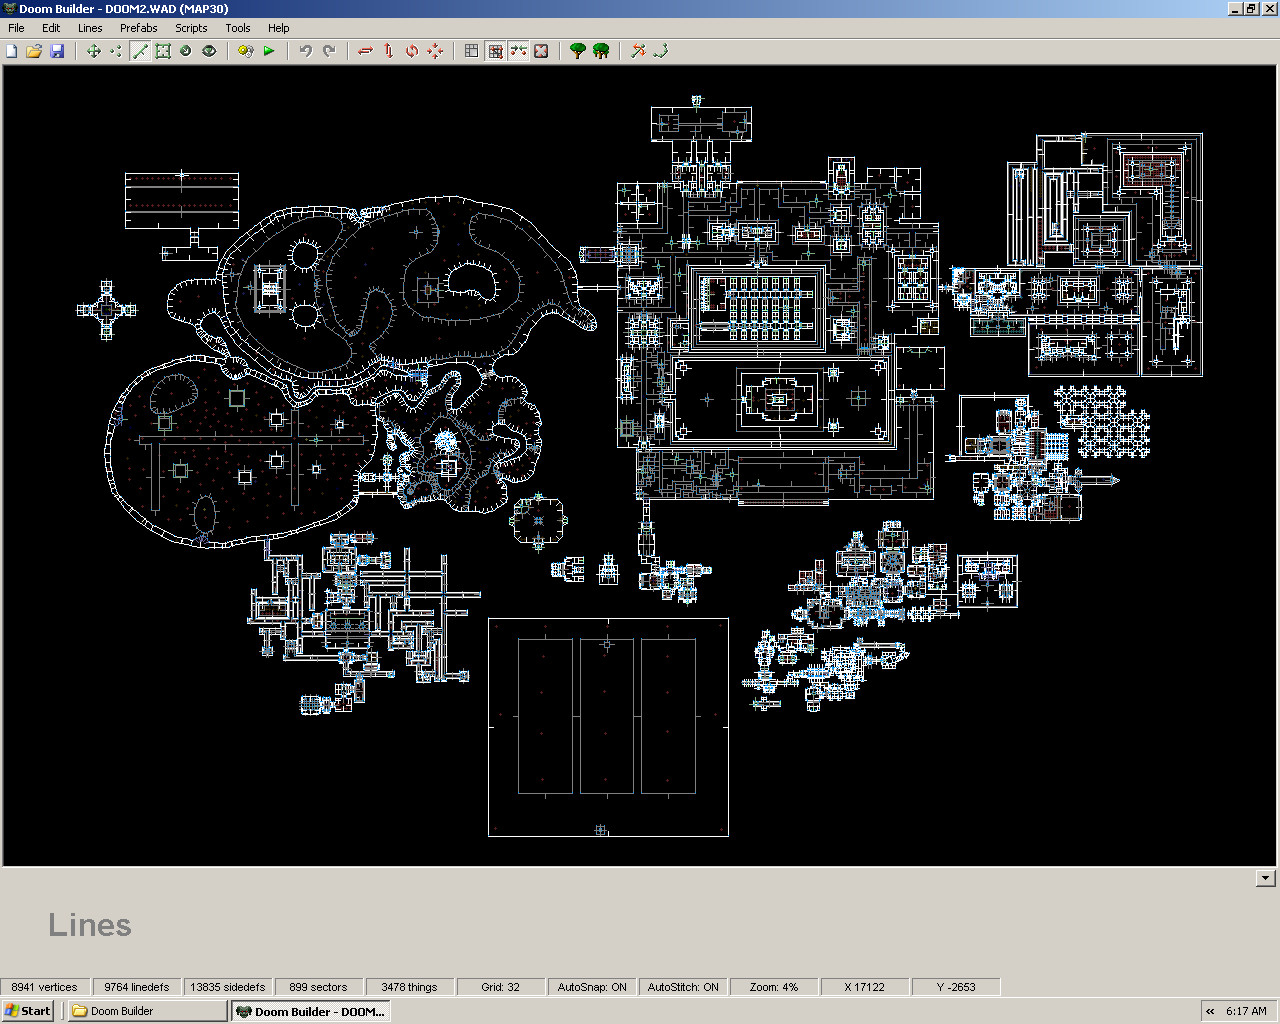 Doom Builder - DOOM2.WAD (MAP30)
File Edit Lines Prefabs Scripts Tools Help
Lines
8941 vertices 9764 linedefs 13835 sidedefs 899 sectors 3478 things Grid: 32 AutoSnap: ON AutoStitch: ON Zoom: 4% X 17122 Y -2653
Start Doom Builder Doom Builder - DOOM... « 6:17 AM